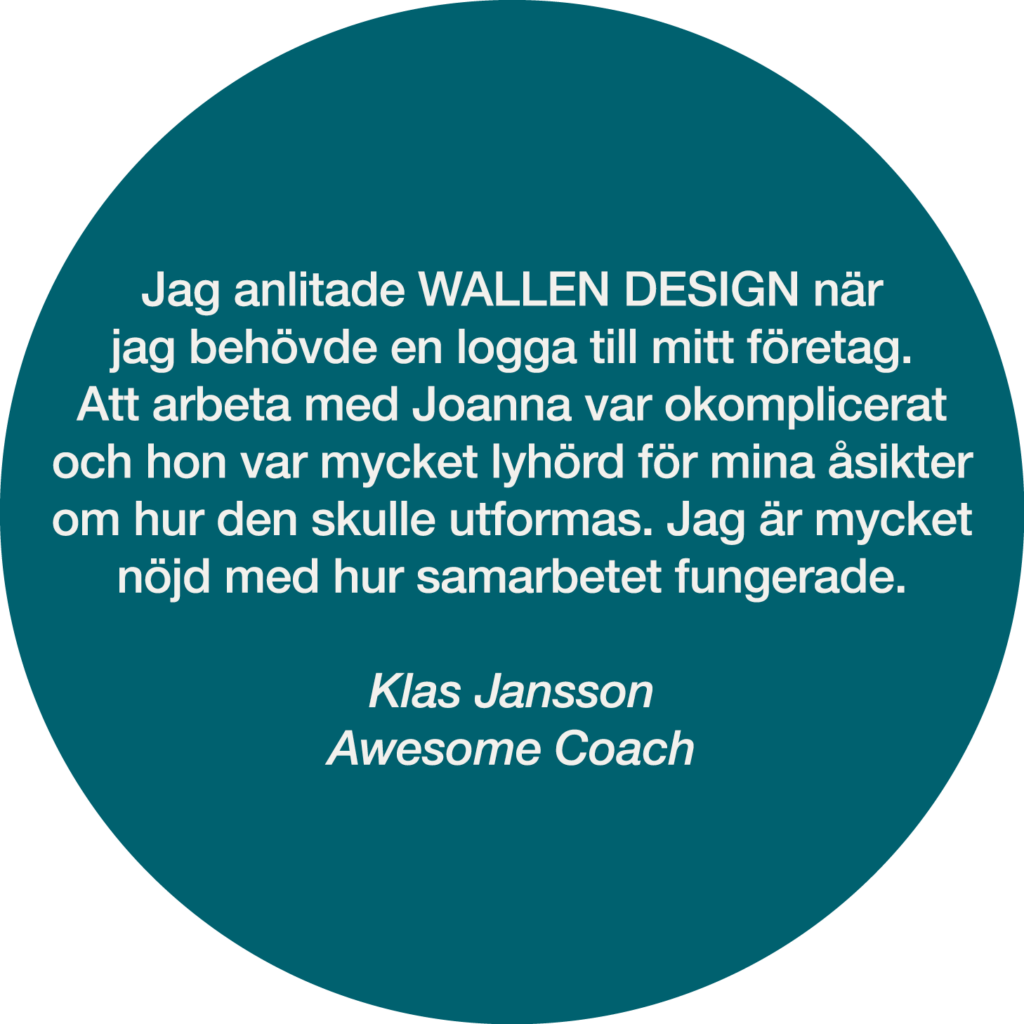 Jag anlitade WALLEN DESIGN när
jag behövde en logga till mitt företag.
Att arbeta med Joanna var okomplicerat
och hon var mycket lyhörd för mina åsikter
om hur den skulle utformas. Jag är mycket
nöjd med hur samarbetet fungerade.
Klas Jansson
Awesome Coach